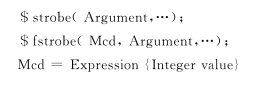 $ strobe( Argument,…);
$ fstrobe( Mcd, Argument,…);
Mcd = Expression {Integer value}